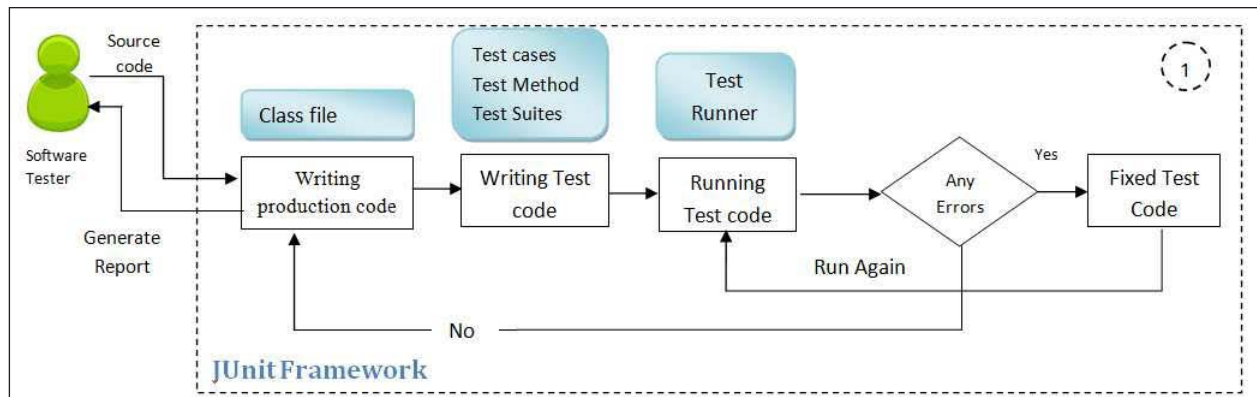 Source
code
Software
Tester
Generate
Report
Class file
Writing
production code
Test cases
Test Method
Test Suites
Writing Test
code
Test
Runner
Running
Test code
Any
Errors
Yes
Fixed Test
Code
1
Run Again
No
JUnit Framework